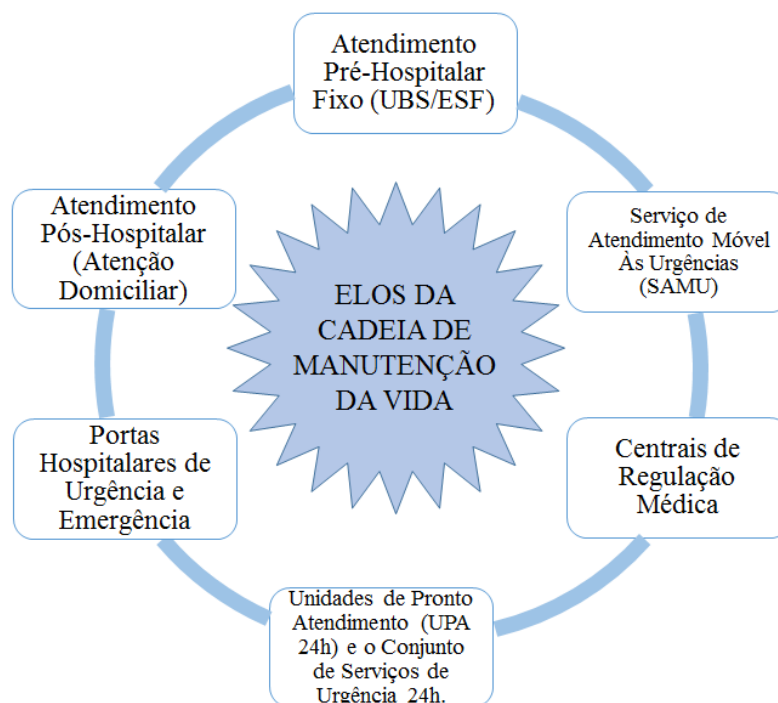 Atendimento
Pré-Hospitalar
Fixo (UBS/ESF)
Serviço de
Atendimento Móvel
Às Urgências
(SAMU)
Centrais de
Regulação
Médica
Unidades de Pronto
Atendimento (UPA
24h) e o Conjunto
de Serviços de
Urgência 24h.
Portas
Hospitalares de
Urgência e
Emergência
Atendimento
Pós-Hospitalar
(Atenção
Domiciliar)
ELOS DA
CADEIA DE
MANUTENÇÃO
DA VIDA